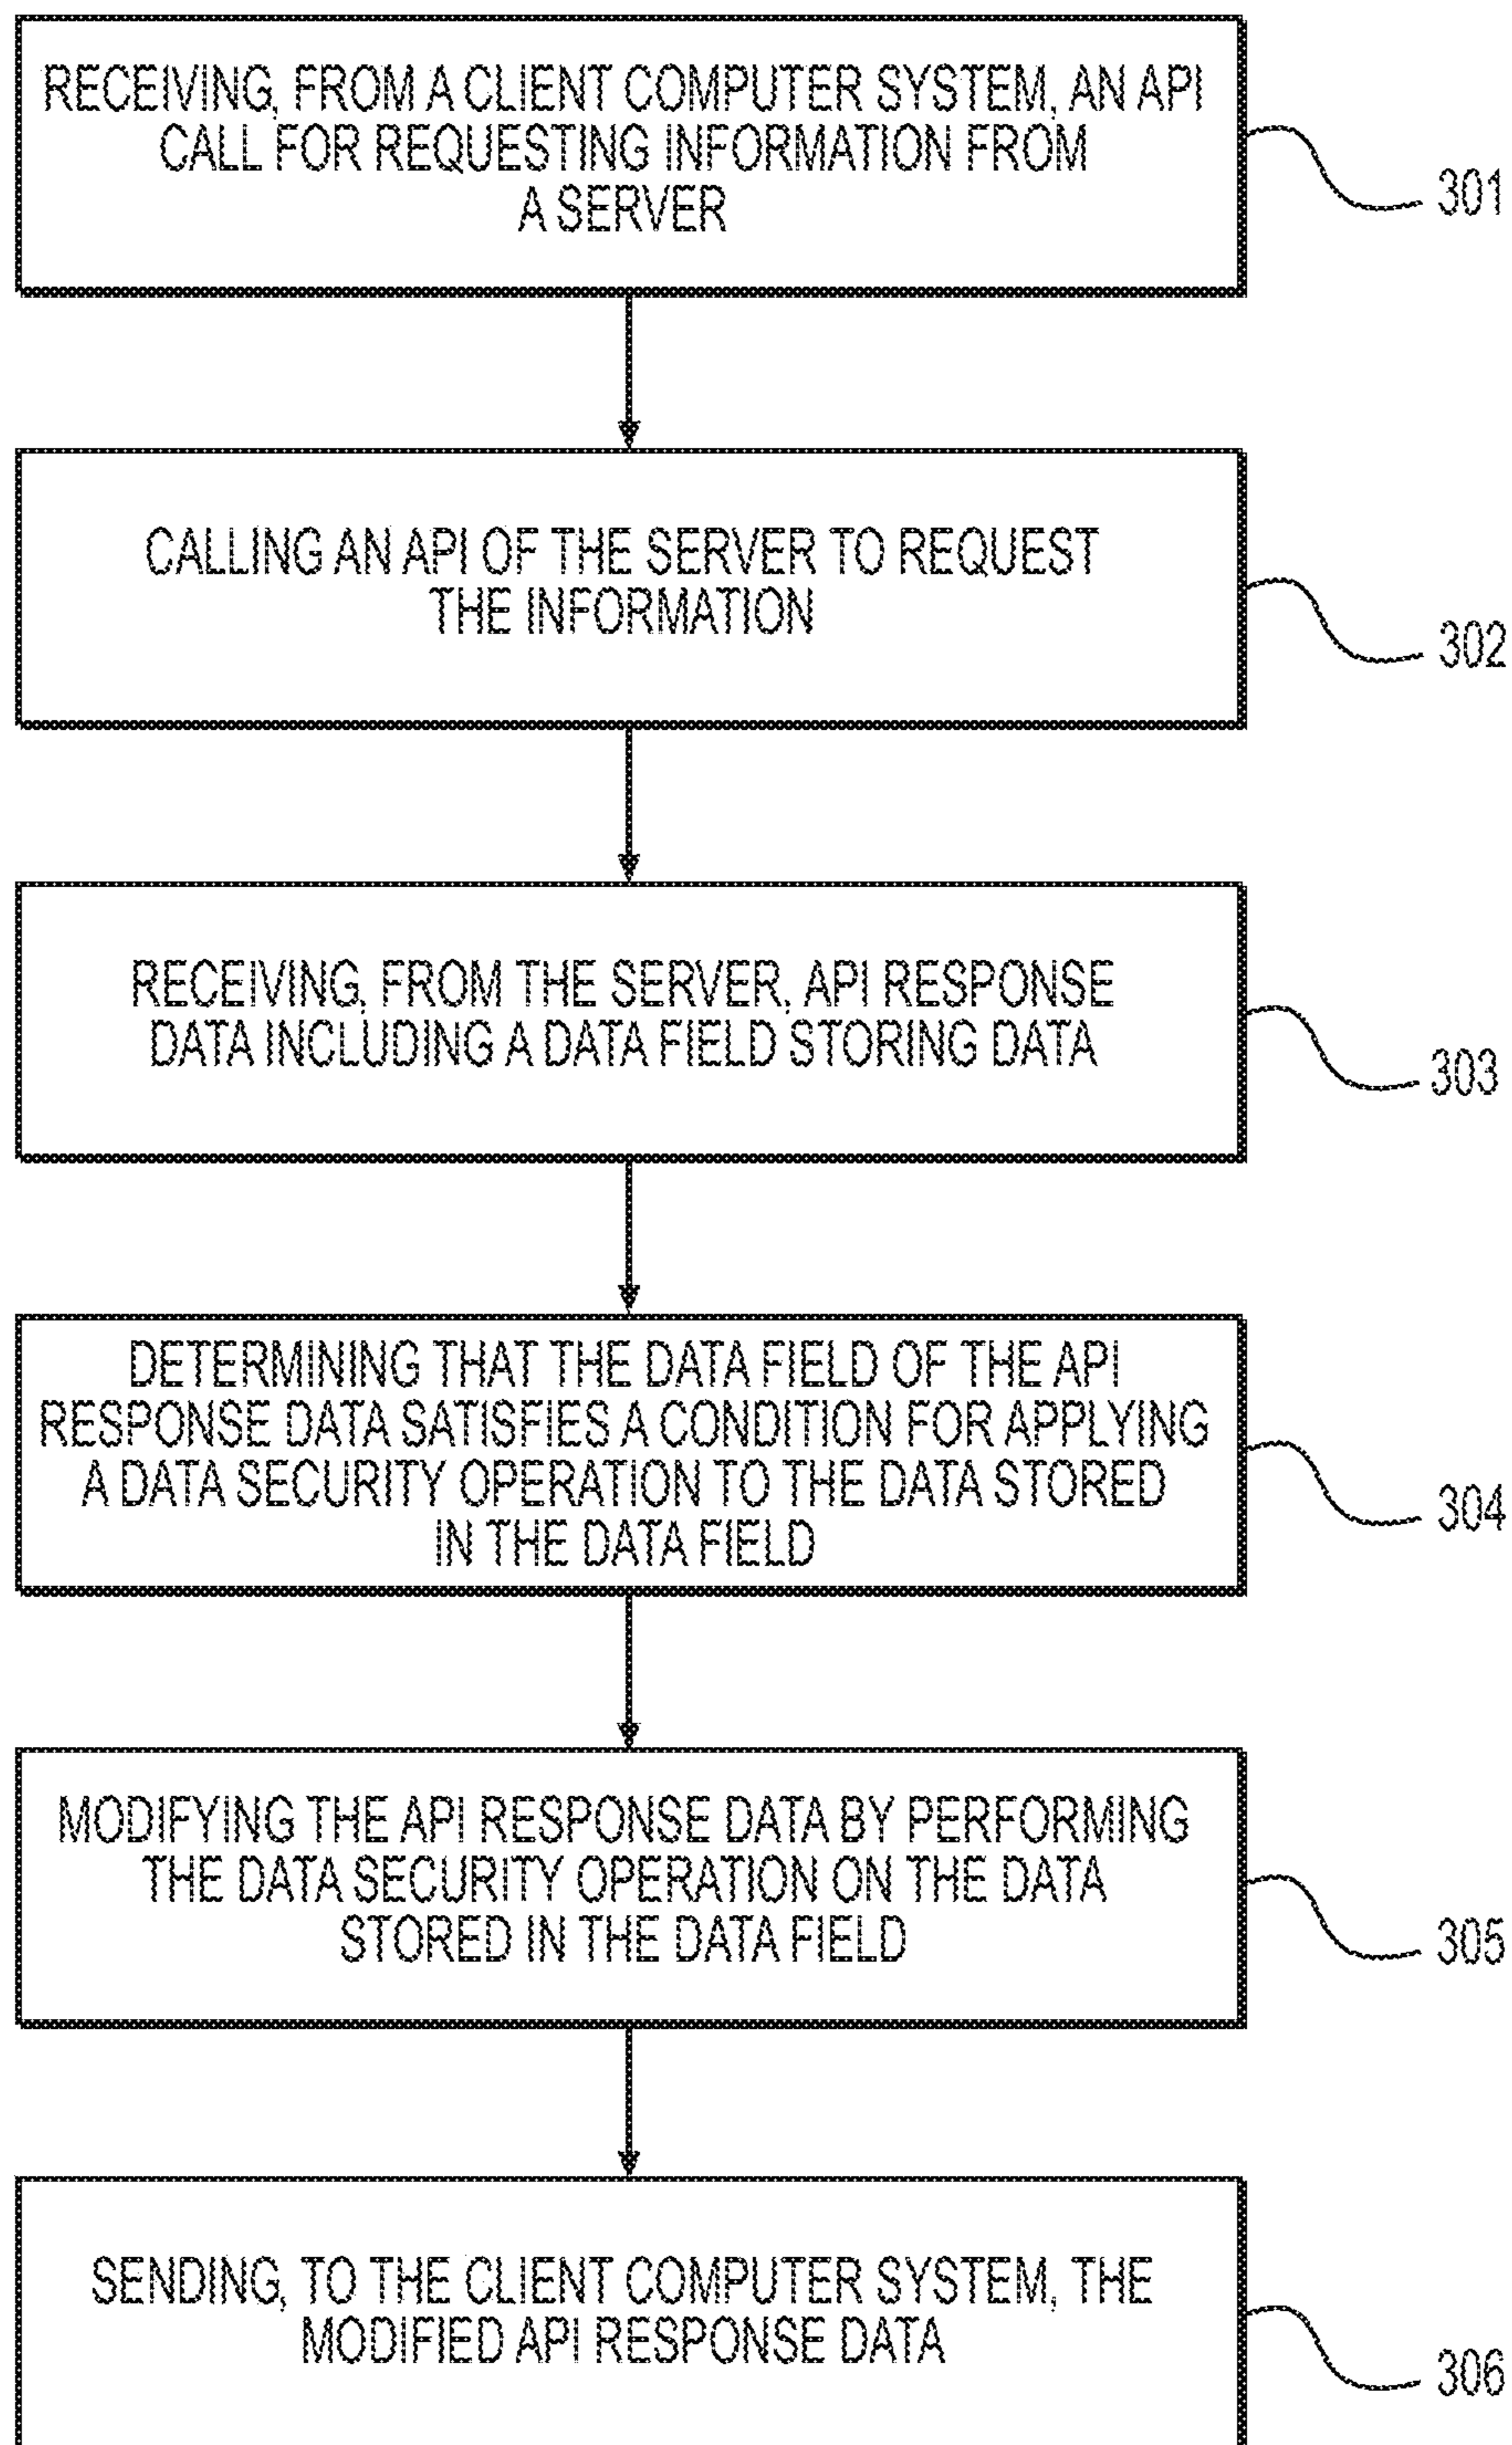 RECEIVING, FROM A CLIENT COMPUTER SYSTEM, AN API
CALL FOR REQUESTING INFORMATION FROM
A SERVER
301
CALLING AN API OF THE SERVER TO REQUEST
THE INFORMATION
302
RECEIVING, FROM THE SERVER, API RESPONSE
DATA INCLUDING A DATA FIELD STORING DATA
303
DETERMINING THAT THE DATA FIELD OF THE API
RESPONSE DATA SATISFIES A CONDITION FOR APPLYING
A DATA SECURITY OPERATION TO THE DATA STORED
IN THE DATA FIELD
304
MODIFYING THE API RESPONSE DATA BY PERFORMING
THE DATA SECURITY OPERATION ON THE DATA
STORED IN THE DATA FIELD
305
SENDING, TO THE CLIENT COMPUTER SYSTEM, THE
MODIFIED API RESPONSE DATA
306